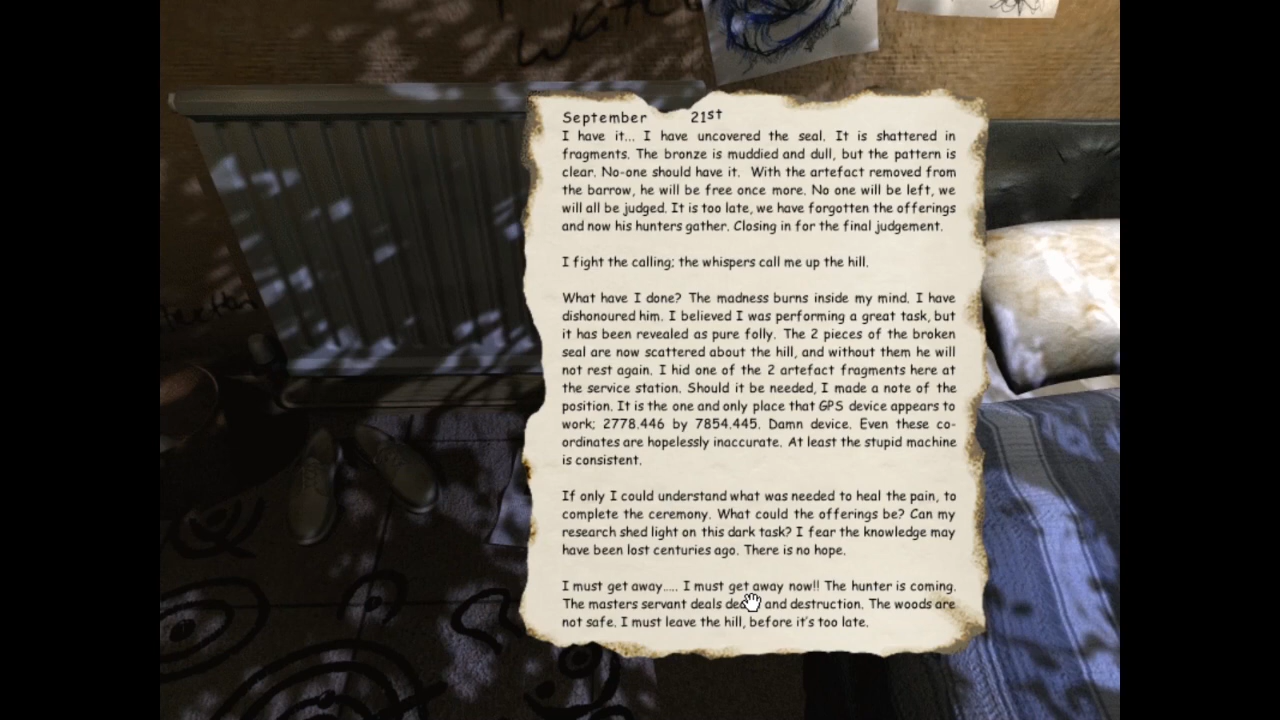 Watch
September 21st
I have it... I have uncovered the seal. It is shattered in
fragments. The bronze is muddied and dull, but the pattern is
clear. No-one should have it. With the artefact removed from
the barrow, he will be free once more. No one will be left, we
will all be judged. It is too late, we have forgotten the offerings
and now his hunters gather. Closing in for the final judgement.
I fight the calling; the whispers call me up the hill.
What have I done? The madness burns inside my mind. I have
dishonoured him. I believed I was performing a great task, but
it has been revealed as pure folly. The 2 pieces of the broken
seal are now scattered about the hill, and without them he will
not rest again. I hid one of the 2 artefact fragments here at
the service station. Should it be needed, I made a note of the
position. It is the one and only place that GPS device appears to
work; 2778.446 by 7854.445. Damn device. Even these co-
ordinates are hopelessly inaccurate. At least the stupid machine
is consistent.
If only I could understand what was needed to heal the pain, to
complete the ceremony. What could the offerings be? Can my
research shed light on this dark task? I fear the knowledge may
have been lost centuries ago. There is no hope.
I must get away..... I must get away now!! The hunter is coming.
The masters servant deals and destruction. The woods are
not safe. I must leave the hill, before it's too late.